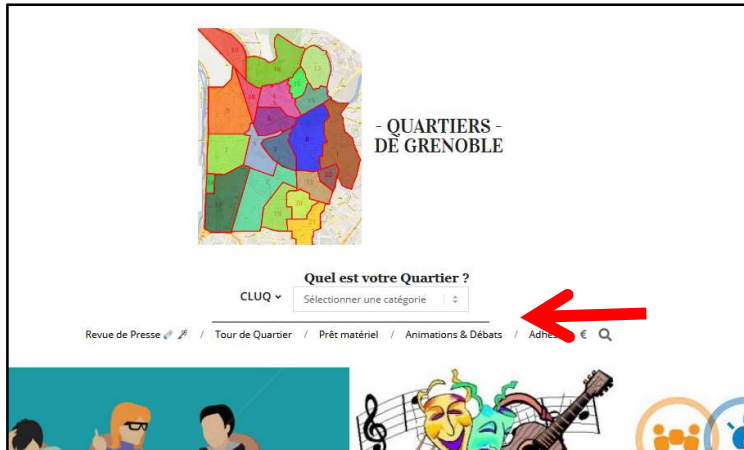 - QUARTIERS -
DE GRENOBLE
Quel est votre Quartier ?
CLUQ
Sélectionner une catégorie
Revue de Presse / Tour de Quartier / Prêt matériel / Animations & Débats / €